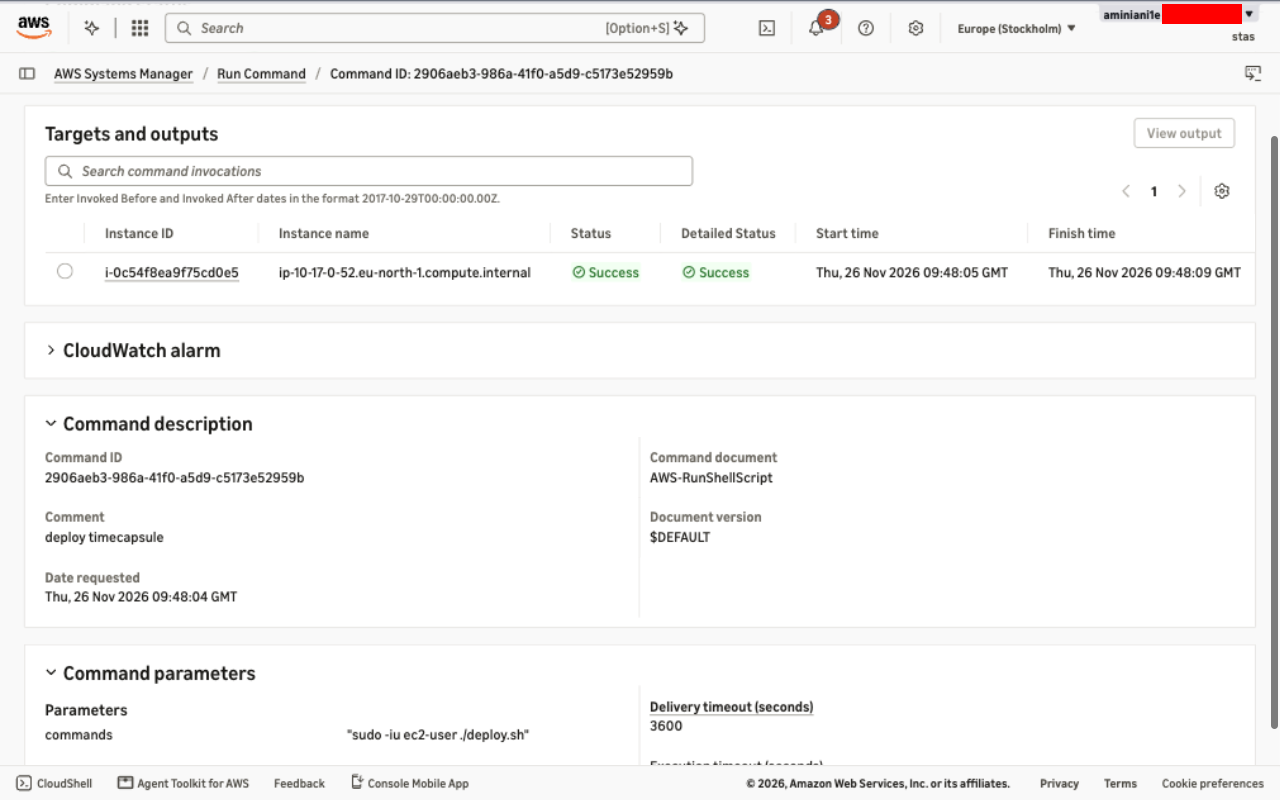 aws
Search
[Option+S]
3
Europe (Stockholm) ▼
aminiani1e
stas
AWS Systems Manager / Run Command / Command ID: 2906aeb3-986a-41f0-a5d9-c5173e52959b
Targets and outputs
View output
Search command invocations
Enter Invoked Before and Invoked After dates in the format 2017-10-29T00:00:00.00Z.
1
Instance ID Instance name Status Detailed Status Start time Finish time
i-0c54f8ea9f75cd0e5 ip-10-17-0-52.eu-north-1.compute.internal Success Success Thu, 26 Nov 2026 09:48:05 GMT Thu, 26 Nov 2026 09:48:09 GMT
CloudWatch alarm
Command description
Command ID
2906aeb3-986a-41f0-a5d9-c5173e52959b
Command document
AWS-RunShellScript
Comment
deploy timecapsule
Document version
$DEFAULT
Date requested
Thu, 26 Nov 2026 09:48:04 GMT
Command parameters
Parameters
commands "sudo -iu ec2-user ./deploy.sh"
Delivery timeout (seconds)
3600
Execution timeout (seconds)
CloudShell Agent Toolkit for AWS Feedback Console Mobile App © 2026, Amazon Web Services, Inc. or its affiliates. Privacy Terms Cookie preferences